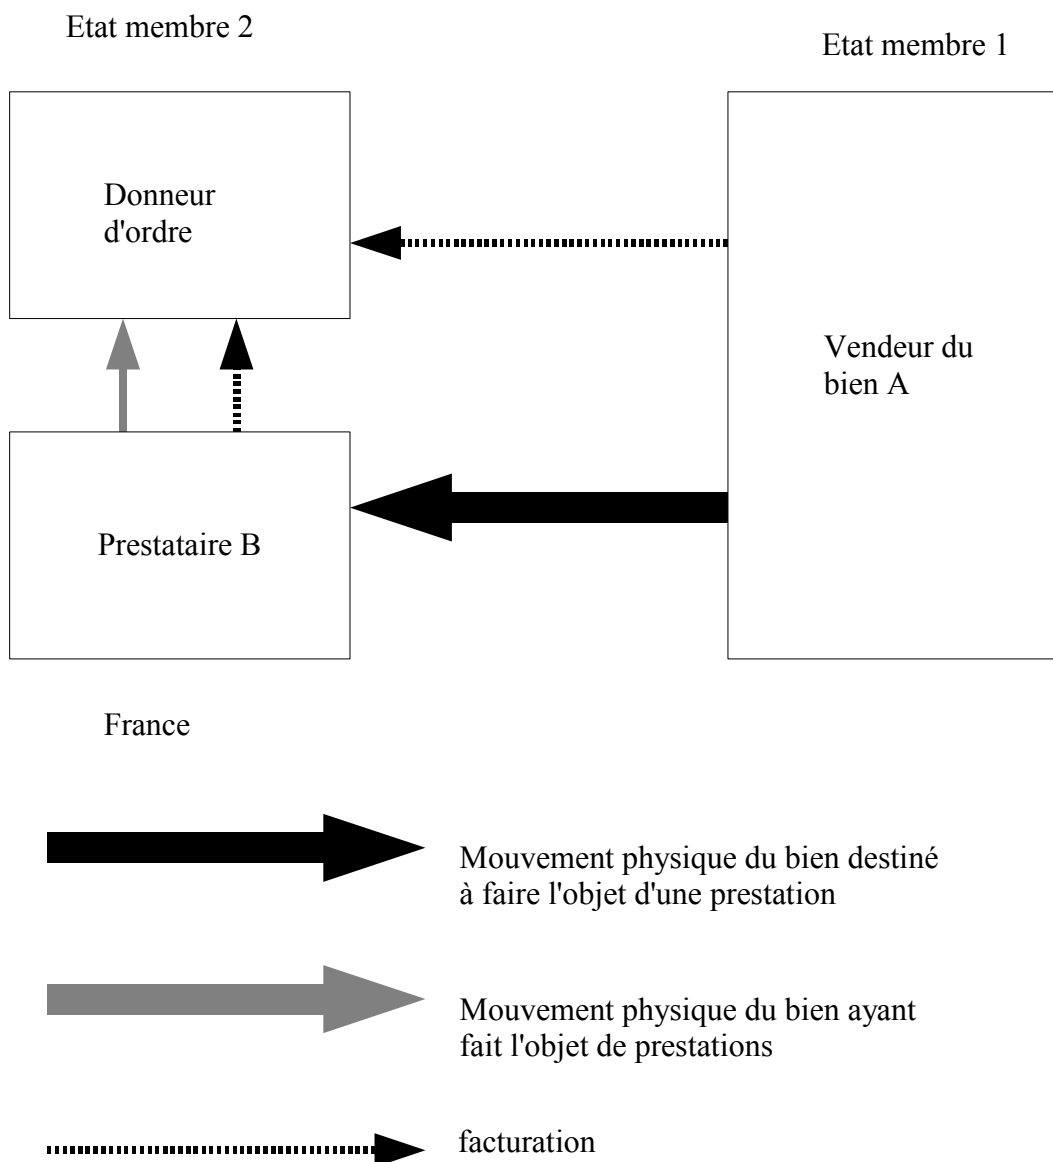 Etat membre 2
Etat membre 1
Donneur
d'ordre
Vendeur du
bien A
Prestataire B
France
Mouvement physique du bien destiné
à faire l'objet d'une prestation
Mouvement physique du bien ayant
fait l'objet de prestations
facturation